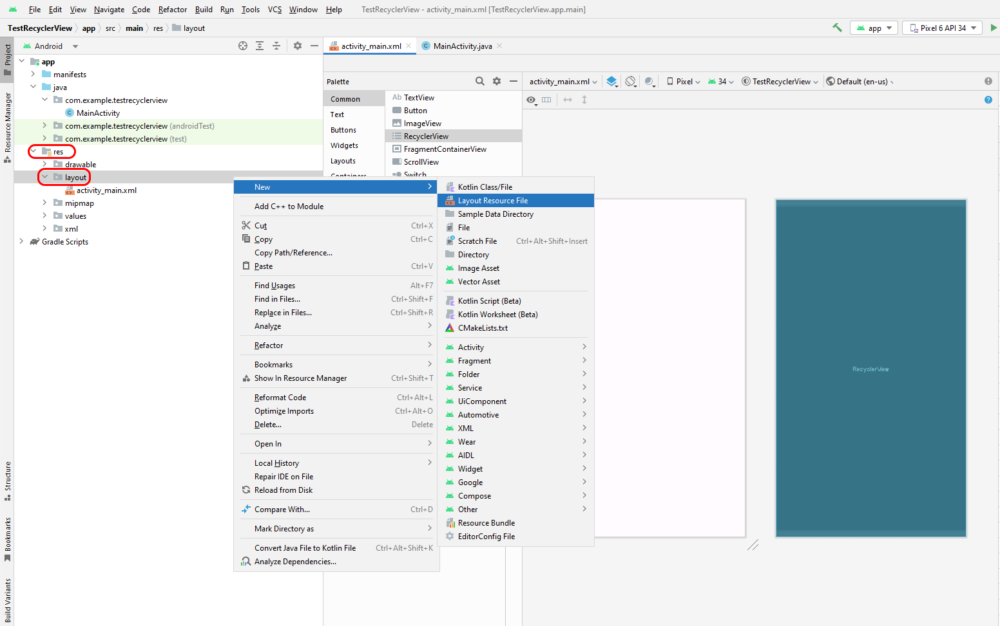 File Edit View Navigate Code Refactor Build Run Tools VCS Window Help TestRecyclerView - activity_main.xml [TestRecyclerView.app.main]
TestRecyclerView app src main res layout app Pixel 6 API 34
Project
Resource Manager
Structure
Bookmarks
Build Variants
Android
app
manifests
java
com.example.testrecyclerview
MainActivity
com.example.testrecyclerview (androidTest)
com.example.testrecyclerview (test)
res
drawable
layout
activity_main.xml
mipmap
values
xml
Gradle Scripts
activity_main.xml MainActivity.java
Palette
Common
Text
Buttons
Widgets
Layouts
Containers
Ab TextView
Button
ImageView
RecyclerView
FragmentContainerView
ScrollView
Switch
activity_main.xml Pixel 34 TestRecyclerView Default (en-us)
New
Add C++ to Module
Cut Ctrl+X
Copy Ctrl+C
Copy Path/Reference...
Paste Ctrl+V
Find Usages Alt+F7
Find in Files... Ctrl+Shift+F
Replace in Files... Ctrl+Shift+R
Analyze
Refactor
Bookmarks
Show In Resource Manager Ctrl+Shift+T
Reformat Code Ctrl+Alt+L
Optimize Imports Ctrl+Alt+O
Delete... Delete
Open In
Local History
Repair IDE on File
Reload from Disk
Compare With... Ctrl+D
Mark Directory as
Convert Java File to Kotlin File Ctrl+Alt+Shift+K
Analyze Dependencies...
Kotlin Class/File
Layout Resource File
Sample Data Directory
File
Scratch File Ctrl+Alt+Shift+Insert
Directory
Image Asset
Vector Asset
Kotlin Script (Beta)
Kotlin Worksheet (Beta)
CMakeLists.txt
Activity
Fragment
Folder
Service
UiComponent
Automotive
XML
Wear
AIDL
Widget
Google
Compose
Other
Resource Bundle
EditorConfig File
RecyclerView